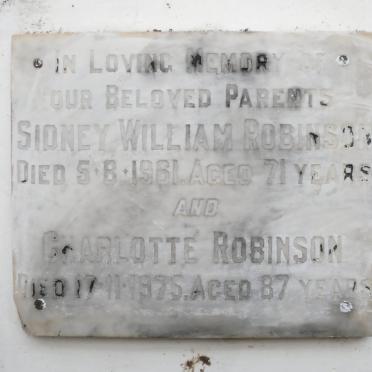 IN LOVING MEMORY OF
OUR BELOVED PARENTS
SIDNEY WILLIAM ROBINSON
DIED 5·8·1961. AGED 71 YEARS
AND
CHARLOTTE ROBINSON
DIED 17·11·1975. AGED 87 YEARS